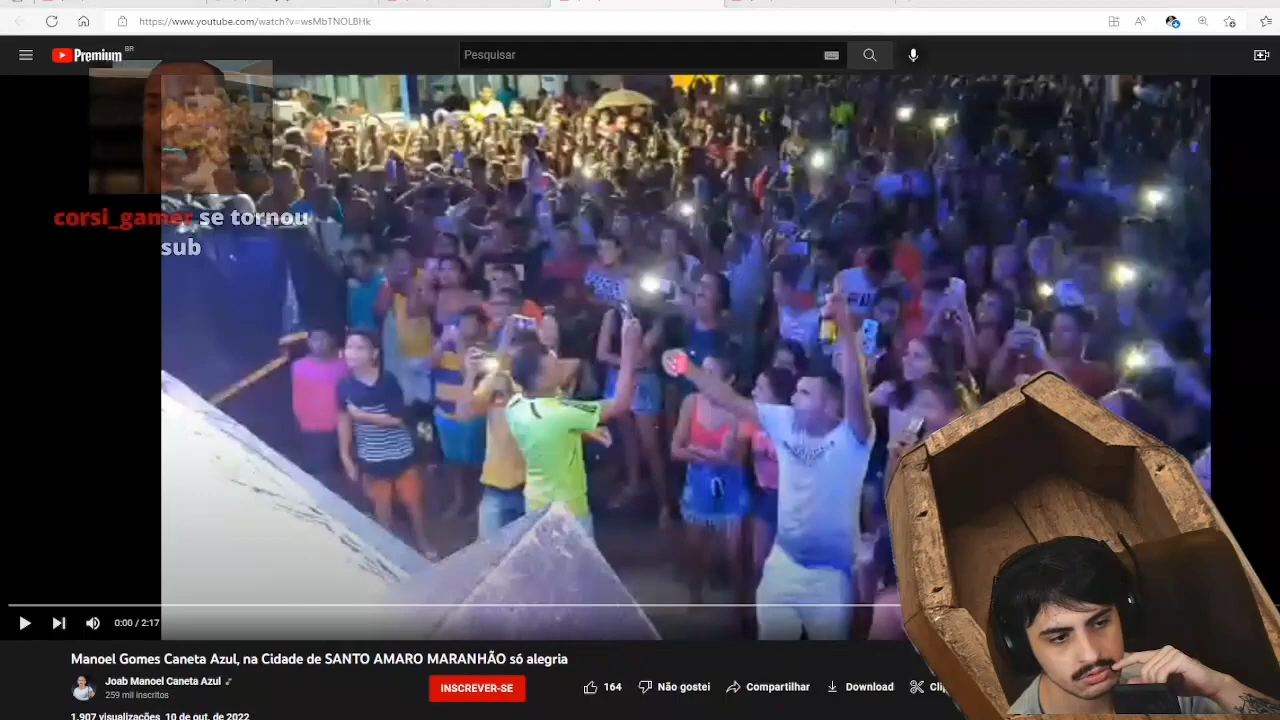 https://www.youtube.com/watch?v=wsMbTNOLBHk
Premium BR
Pesquisar
corsi_gamer se tornou
sub
0:00 / 2:17
Manoel Gomes Caneta Azul, na Cidade de SANTO AMARO MARANHÃO só alegria
Joab Manoel Caneta Azul
259 mil inscritos
INSCREVER-SE
164
Não gostei
Compartilhar
Download
1.907 visualizações 10 de out. de 2022